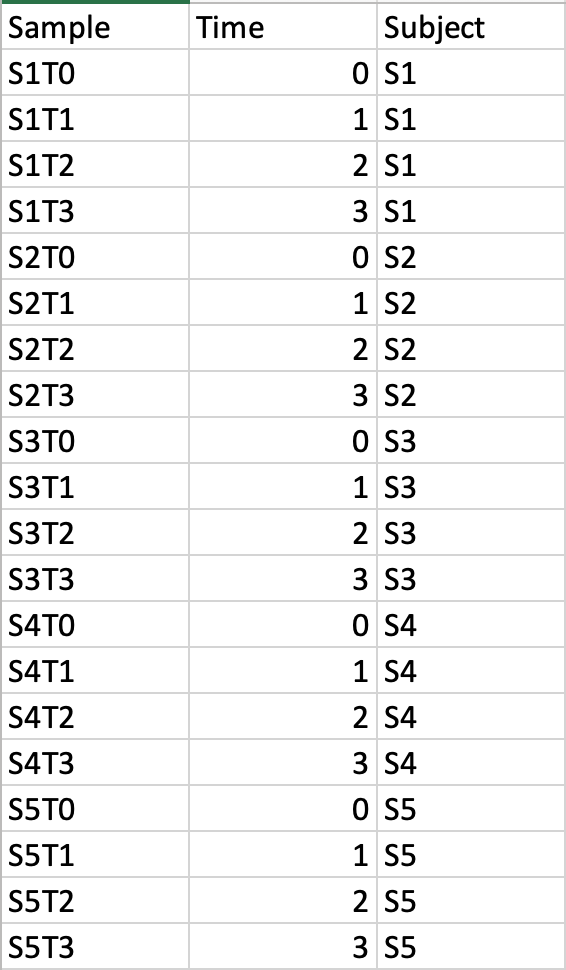 Sample Time Subject
S1T0 0 S1
S1T1 1 S1
S1T2 2 S1
S1T3 3 S1
S2T0 0 S2
S2T1 1 S2
S2T2 2 S2
S2T3 3 S2
S3T0 0 S3
S3T1 1 S3
S3T2 2 S3
S3T3 3 S3
S4T0 0 S4
S4T1 1 S4
S4T2 2 S4
S4T3 3 S4
S5T0 0 S5
S5T1 1 S5
S5T2 2 S5
S5T3 3 S5